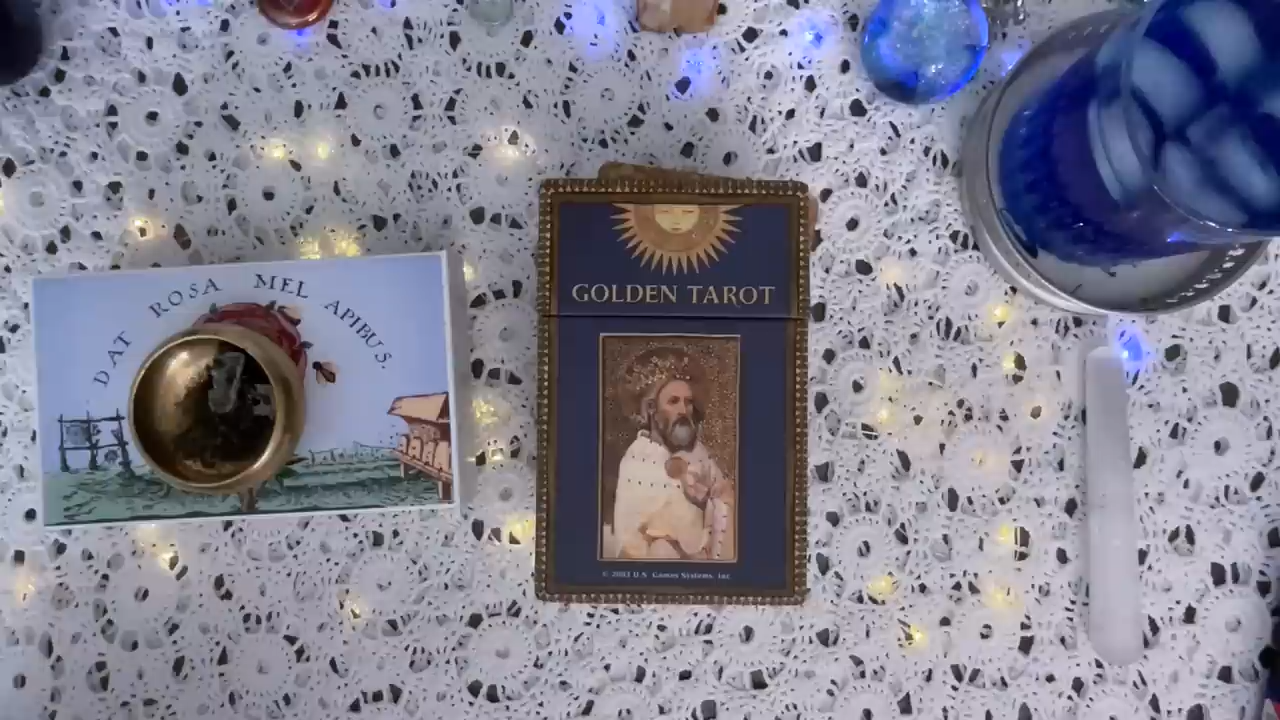 DAT ROSA MEL APIBUS.
GOLDEN TAROT
© 2003 U.S. Games Systems, Inc.